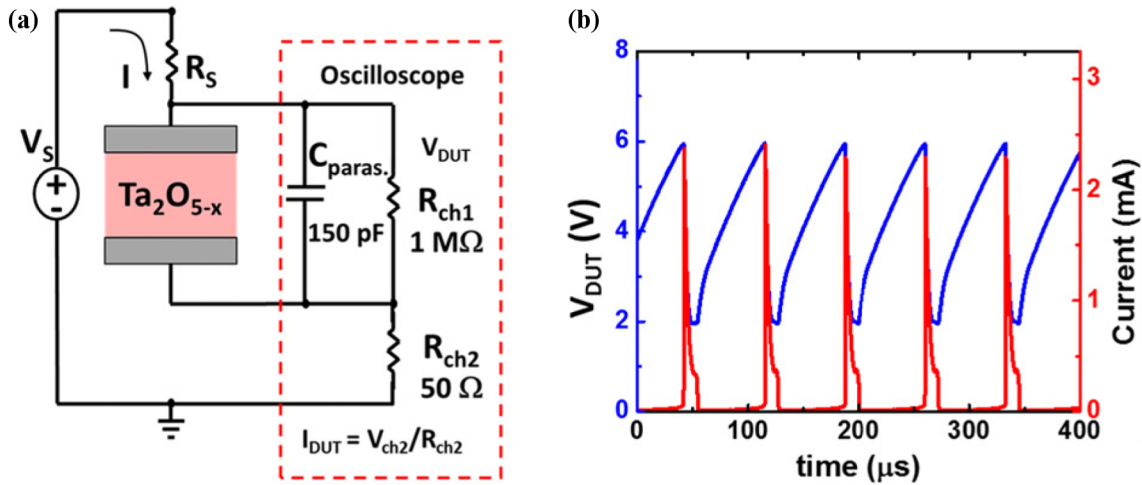 (a)
I
R_S
V_S
+
-
Ta₂O₅₋ₓ
Oscilloscope
C_paras.
150 pF
V_DUT
R_ch1
1 MΩ
R_ch2
50 Ω
I_DUT = V_ch2/R_ch2
(b)
8
6
4
2
0
V_DUT (V)
0 100 200 300 400
time (μs)
3
2
1
0
Current (mA)